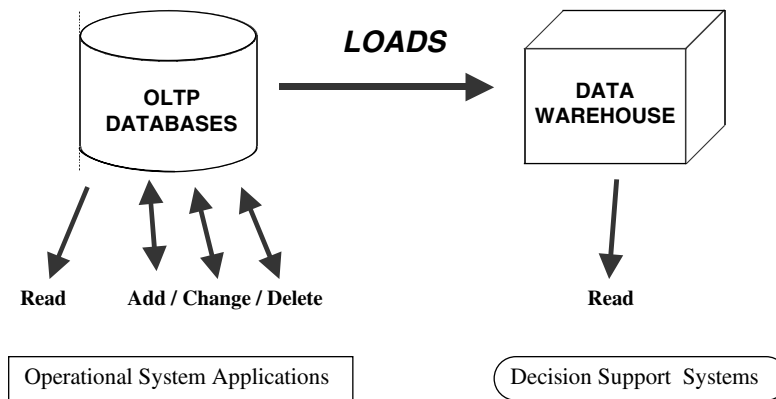 LOADS
OLTP
DATABASES
DATA
WAREHOUSE
Read
Add / Change / Delete
Read
Operational System Applications
Decision Support Systems